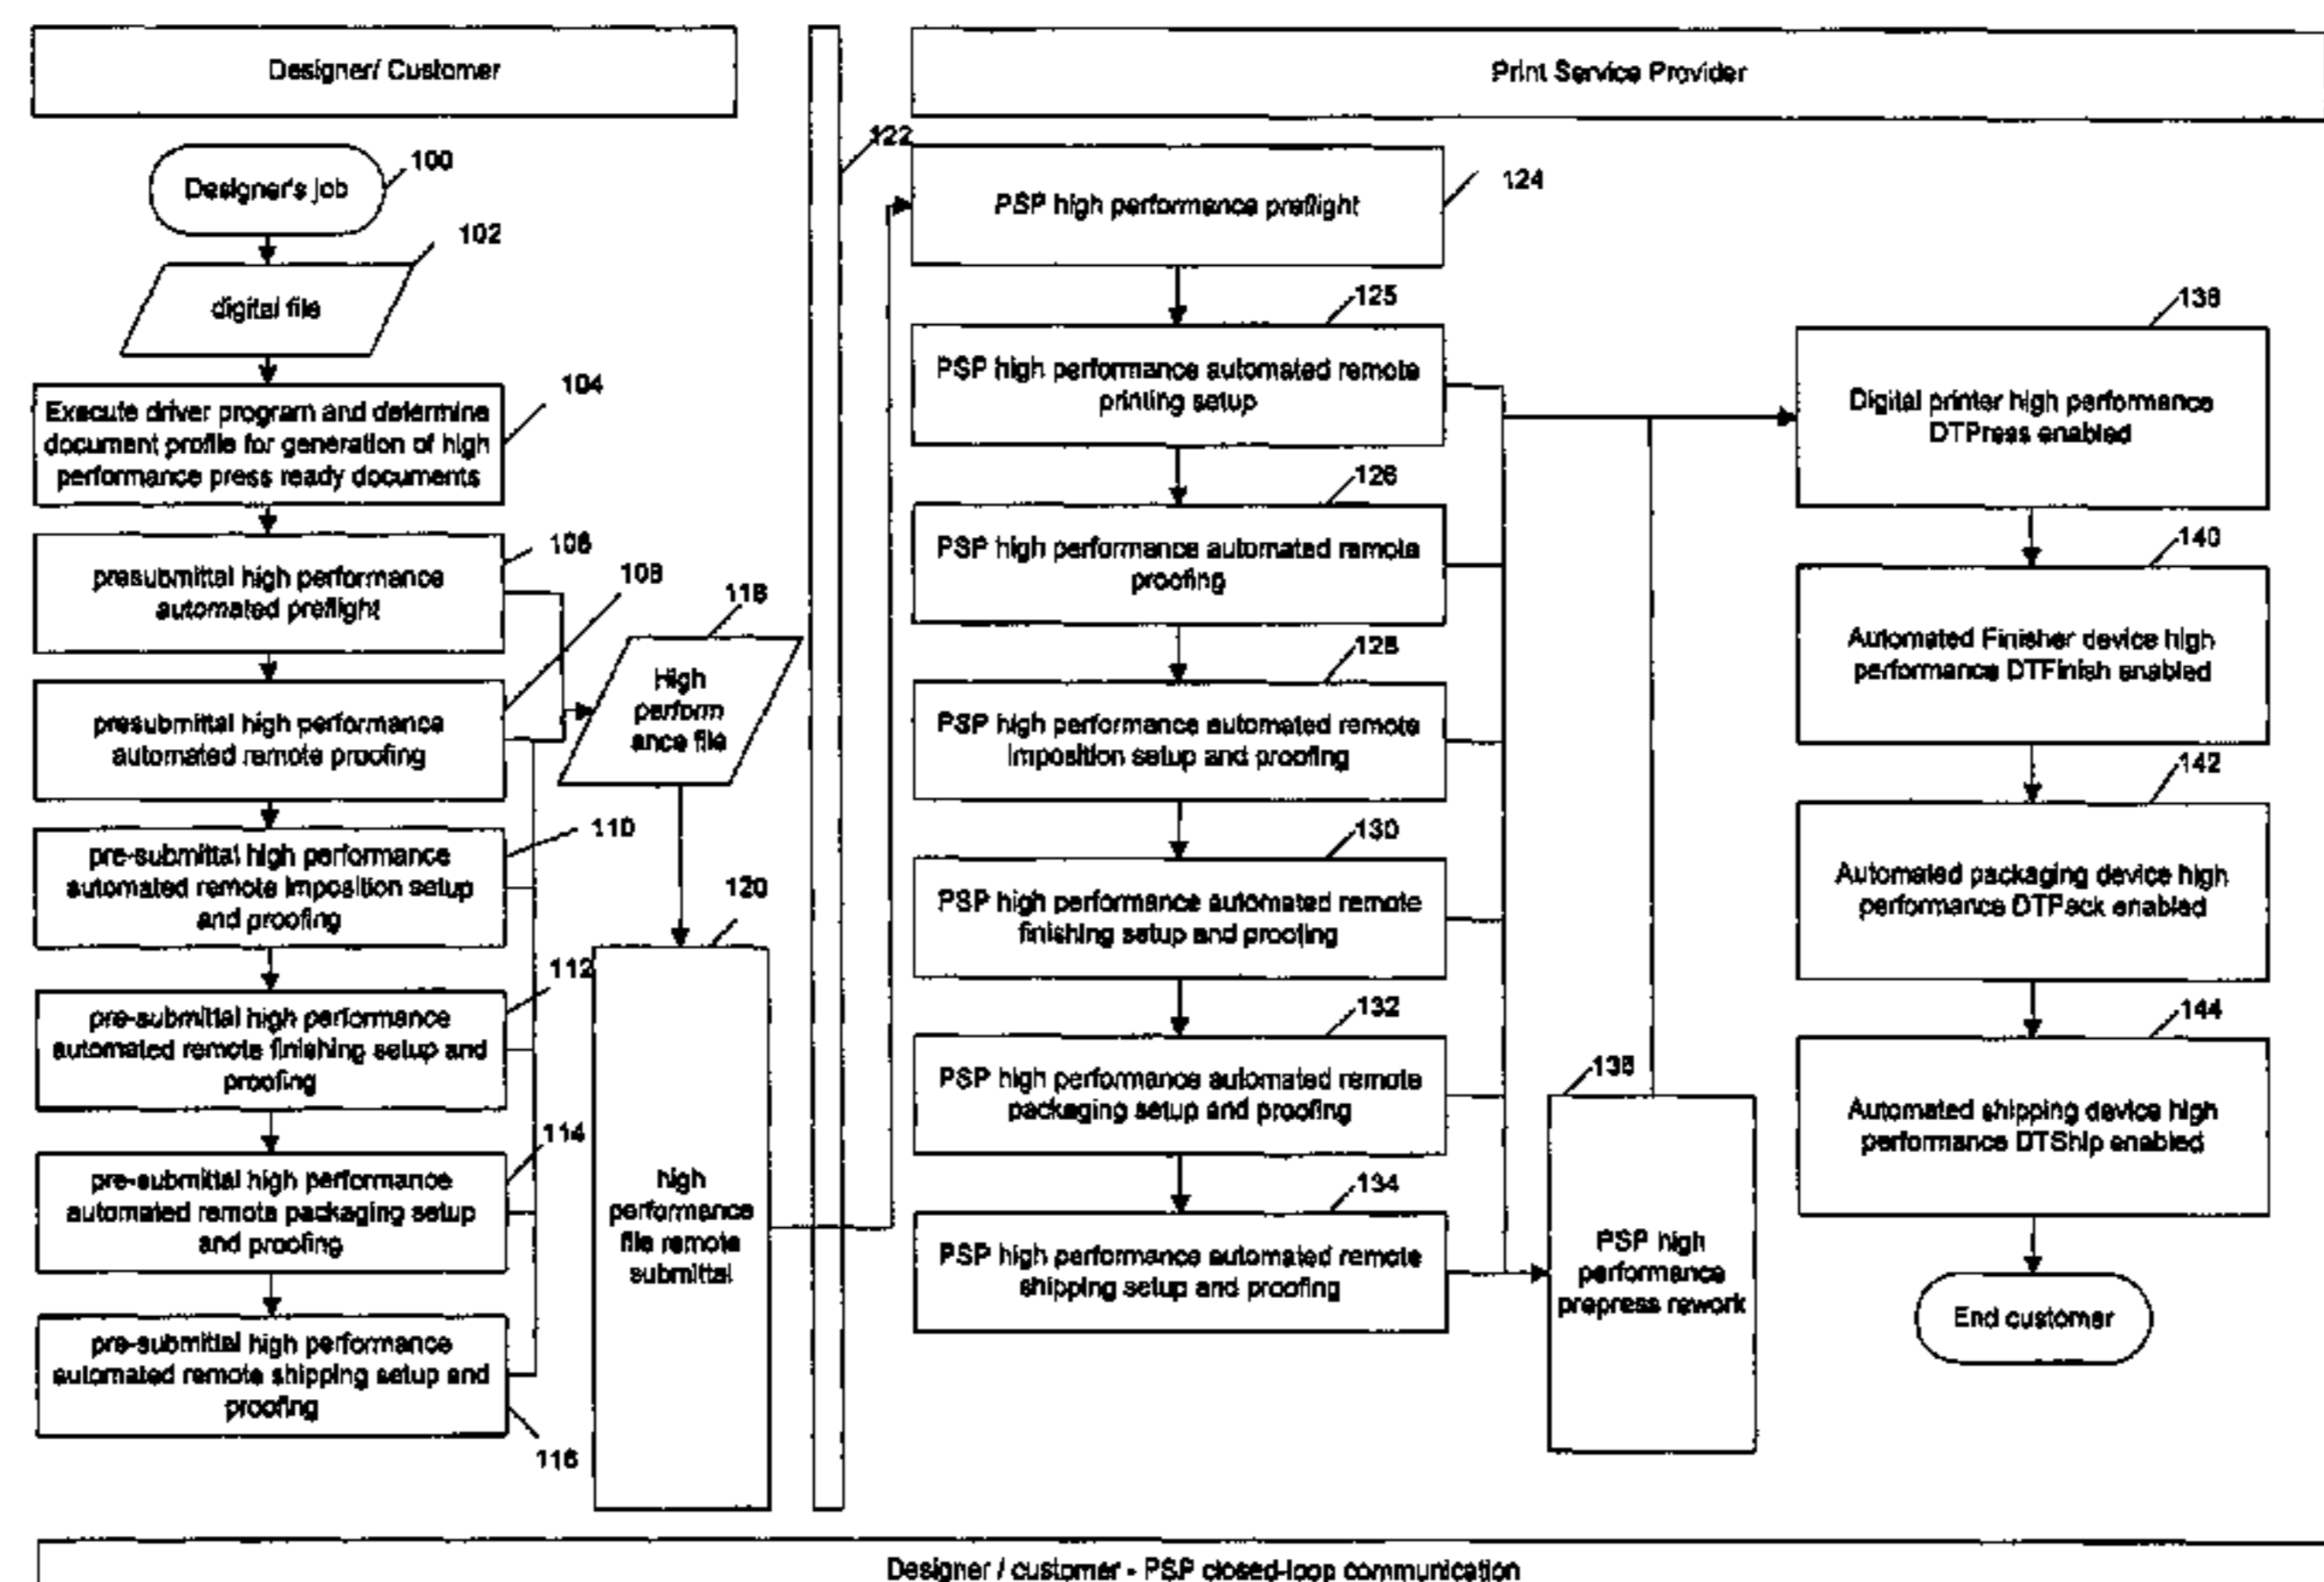 Designer/ Customer
Print Service Provider
Designer's job
100
digital file
102
Execute driver program and determine
document profile for generation of high
performance press ready documents
104
presubmittal high performance
automated preflight
106
presubmittal high performance
automated remote proofing
108
pre-submittal high performance
automated remote imposition setup
and proofing
110
pre-submittal high performance
automated remote finishing setup and
proofing
112
pre-submittal high performance
automated remote packaging setup
and proofing
114
pre-submittal high performance
automated remote shipping setup and
proofing
116
118
High
perform
ance file
120
high
performance
file remote
submittal
122
PSP high performance preflight
124
125
PSP high performance automated remote
printing setup
126
PSP high performance automated remote
proofing
128
PSP high performance automated remote
imposition setup and proofing
130
PSP high performance automated remote
finishing setup and proofing
132
PSP high performance automated remote
packaging setup and proofing
134
PSP high performance automated remote
shipping setup and proofing
136
PSP high
performance
prepress rework
138
Digital printer high performance
DTPress enabled
140
Automated Finisher device high
performance DTFinish enabled
142
Automated packaging device high
performance DTPack enabled
144
Automated shipping device high
performance DTShip enabled
End customer
Designer / customer - PSP closed-loop communication